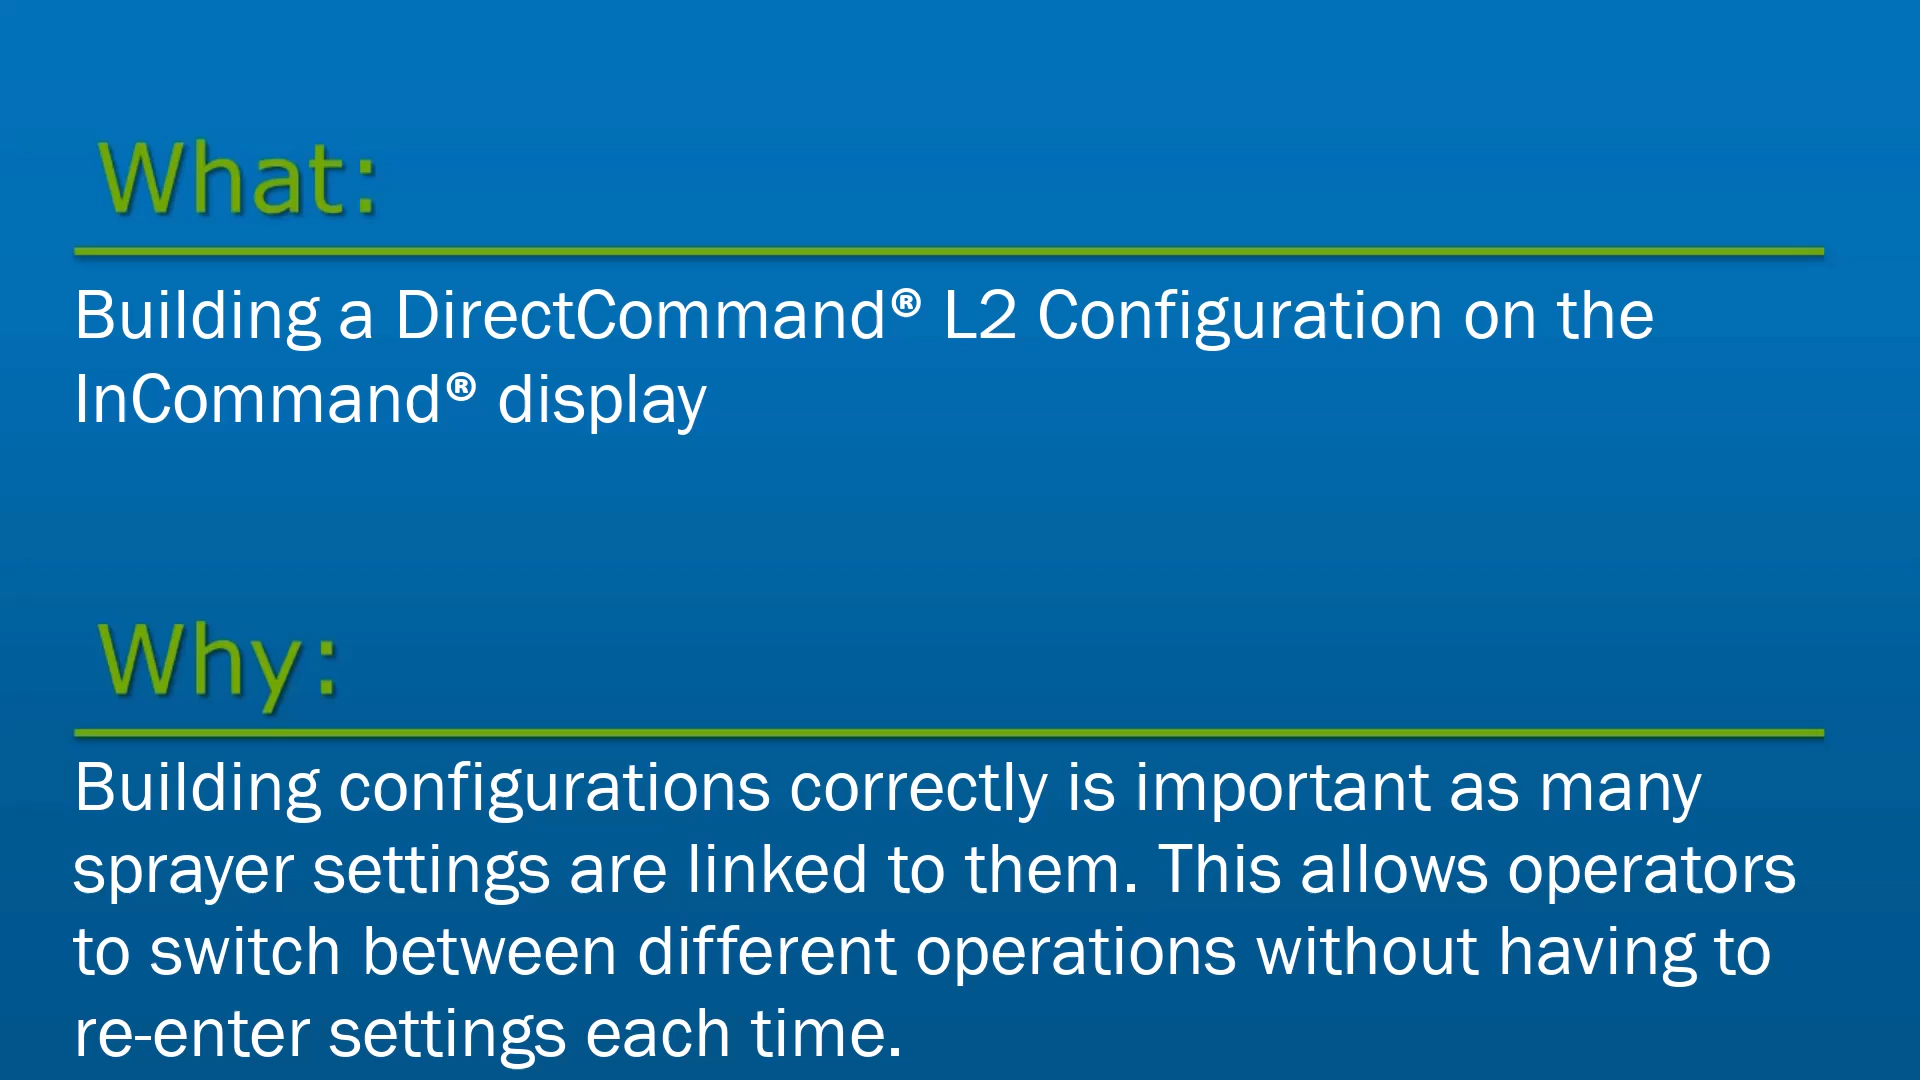 What:
Building a DirectCommand® L2 Configuration on the
InCommand® display
Why:
Building configurations correctly is important as many
sprayer settings are linked to them. This allows operators
to switch between different operations without having to
re-enter settings each time.